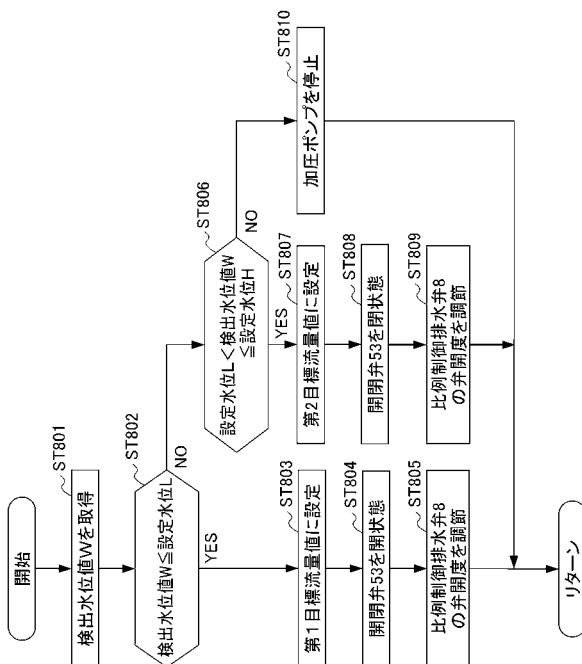 開始
ST801
検出水位値Wを取得
ST802
検出水位値W≦設定水位L
YES
NO
ST803
第1目標流量値に設定
ST804
開閉弁53を開状態
ST805
比例制御排水弁8
の弁開度を調節
ST806
設定水位L<検出水位値W
≦設定水位H
YES
NO
ST807
第2目標流量値に設定
ST808
開閉弁53を閉状態
ST809
比例制御排水弁8
の弁開度を調節
ST810
加圧ポンプを停止
リターン